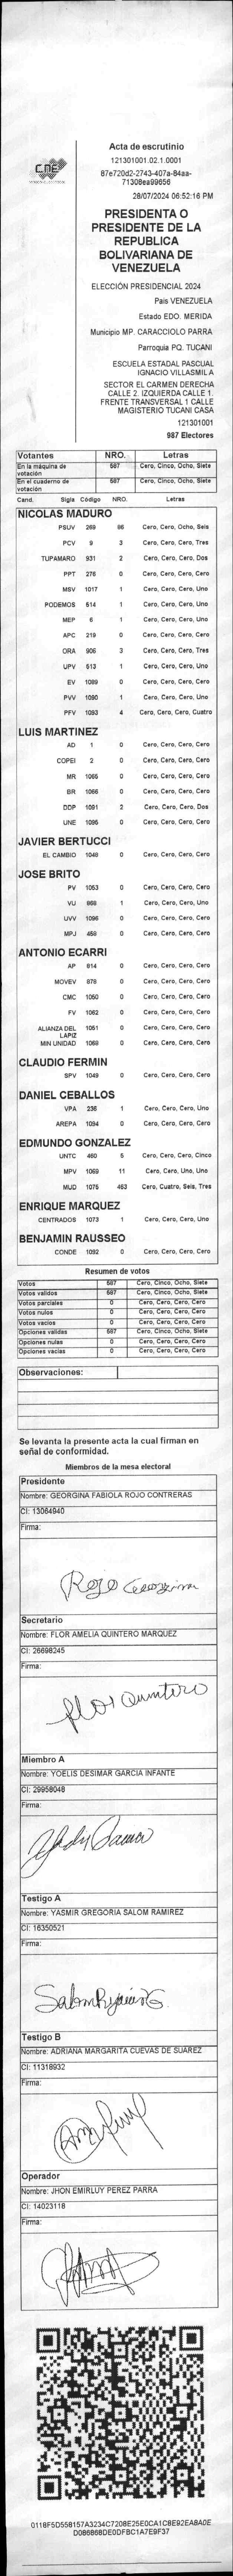 CNE
Acta de escrutinio
121301001.02.1.0001
87e720d2-2743-407a-84aa-
71308ea99656
28/07/2024 06:52:16 PM
PRESIDENTA O
PRESIDENTE DE LA
REPUBLICA
BOLIVARIANA DE
VENEZUELA
ELECCIÓN PRESIDENCIAL 2024
Pais VENEZUELA
Estado EDO. MERIDA
Municipio MP. CARACCIOLO PARRA
Parroquia PQ. TUCANI
ESCUELA ESTADAL PASCUAL
IGNACIO VILLASMIL A
SECTOR EL CARMEN DERECHA
CALLE 2. IZQUIERDA CALLE 1.
FRENTE TRANSVERSAL 1 CALLE
MAGISTERIO TUCANI CASA
121301001
987 Electores
Votantes NRO. Letras
En la máquina de
votación 587 Cero, Cinco, Ocho, Siete
En el cuaderno de
votación 587 Cero, Cinco, Ocho, Siete
Cand. Sigla Código NRO. Letras
NICOLAS MADURO
PSUV 269 86 Cero, Cero, Ocho, Seis
PCV 9 3 Cero, Cero, Cero, Tres
TUPAMARO 931 2 Cero, Cero, Cero, Dos
PPT 276 0 Cero, Cero, Cero, Cero
MSV 1017 1 Cero, Cero, Cero, Uno
PODEMOS 514 1 Cero, Cero, Cero, Uno
MEP 6 1 Cero, Cero, Cero, Uno
APC 219 0 Cero, Cero, Cero, Cero
ORA 906 3 Cero, Cero, Cero, Tres
UPV 513 1 Cero, Cero, Cero, Uno
EV 1089 0 Cero, Cero, Cero, Cero
PVV 1090 1 Cero, Cero, Cero, Uno
PFV 1093 4 Cero, Cero, Cero, Cuatro
LUIS MARTINEZ
AD 1 0 Cero, Cero, Cero, Cero
COPEI 2 0 Cero, Cero, Cero, Cero
MR 1065 0 Cero, Cero, Cero, Cero
BR 1066 0 Cero, Cero, Cero, Cero
DDP 1091 2 Cero, Cero, Cero, Dos
UNE 1095 0 Cero, Cero, Cero, Cero
JAVIER BERTUCCI
EL CAMBIO 1046 0 Cero, Cero, Cero, Cero
JOSE BRITO
PV 1053 0 Cero, Cero, Cero, Cero
VU 868 1 Cero, Cero, Cero, Uno
UVV 1096 0 Cero, Cero, Cero, Cero
MPJ 459 0 Cero, Cero, Cero, Cero
ANTONIO ECARRI
AP 814 0 Cero, Cero, Cero, Cero
MOVEV 878 0 Cero, Cero, Cero, Cero
CMC 1050 0 Cero, Cero, Cero, Cero
FV 1062 0 Cero, Cero, Cero, Cero
ALIANZA DEL
LAPIZ 1051 0 Cero, Cero, Cero, Cero
MIN UNIDAD 1068 0 Cero, Cero, Cero, Cero
CLAUDIO FERMIN
SPV 1049 0 Cero, Cero, Cero, Cero
DANIEL CEBALLOS
VPA 236 1 Cero, Cero, Cero, Uno
AREPA 1094 0 Cero, Cero, Cero, Cero
EDMUNDO GONZALEZ
UNTC 460 5 Cero, Cero, Cero, Cinco
MPV 1069 11 Cero, Cero, Uno, Uno
MUD 1075 463 Cero, Cuatro, Seis, Tres
ENRIQUE MARQUEZ
CENTRADOS 1073 1 Cero, Cero, Cero, Uno
BENJAMIN RAUSSEO
CONDE 1092 0 Cero, Cero, Cero, Cero
Resumen de votos
Votos 587 Cero, Cinco, Ocho, Siete
Votos validos 587 Cero, Cinco, Ocho, Siete
Votos parciales 0 Cero, Cero, Cero, Cero
Votos nulos 0 Cero, Cero, Cero, Cero
Votos vacios 0 Cero, Cero, Cero, Cero
Opciones validas 587 Cero, Cinco, Ocho, Siete
Opciones nulas 0 Cero, Cero, Cero, Cero
Opciones vacias 0 Cero, Cero, Cero, Cero
Observaciones:
Se levanta la presente acta la cual firman en
señal de conformidad.
Miembros de la mesa electoral
Presidente
Nombre: GEORGINA FABIOLA ROJO CONTRERAS
CI: 13064940
Firma:
Rojo Georgina
Secretario
Nombre: FLOR AMELIA QUINTERO MARQUEZ
CI: 26698245
Firma:
Flor Quintero
Miembro A
Nombre: YOELIS DESIMAR GARCIA INFANTE
CI: 29958048
Firma:
Testigo A
Nombre: YASMIR GREGORIA SALOM RAMIREZ
CI: 16350521
Firma:
Testigo B
Nombre: ADRIANA MARGARITA CUEVAS DE SUAREZ
CI: 11318932
Firma:
Operador
Nombre: JHON EMIRLUY PEREZ PARRA
CI: 14023118
Firma:
0118F5D558157A3234C7208E25E0CA1C8E92EA8A0E
D086868DE0DFBC1A7E9F37